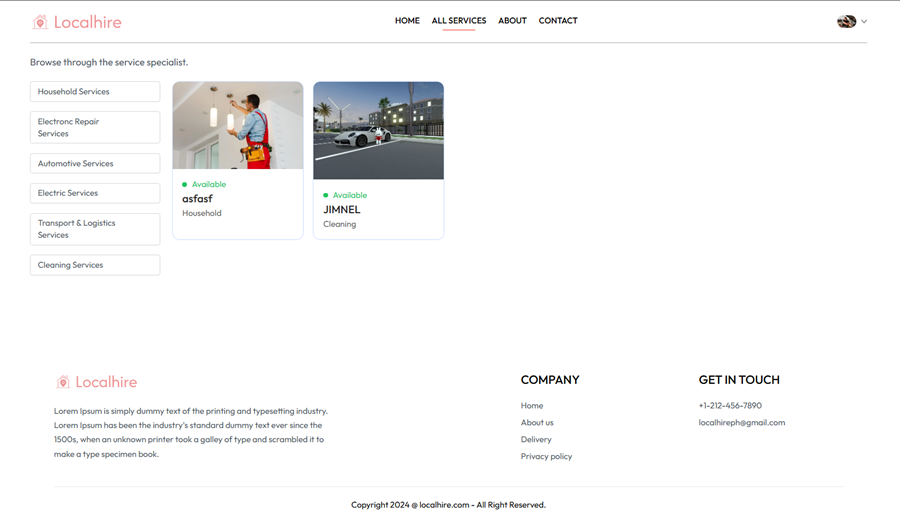 Localhire
HOME ALL SERVICES ABOUT CONTACT
Browse through the service specialist.
Household Services
Electronc Repair
Services
Automotive Services
Electric Services
Transport & Logistics
Services
Cleaning Services
Available
asfasf
Household
Available
JIMNEL
Cleaning
Localhire
Lorem Ipsum is simply dummy text of the printing and typesetting industry.
Lorem Ipsum has been the industry's standard dummy text ever since the
1500s, when an unknown printer took a galley of type and scrambled it to
make a type specimen book.
COMPANY
Home
About us
Delivery
Privacy policy
GET IN TOUCH
+1-212-456-7890
localhireph@gmail.com
Copyright 2024 @ localhire.com - All Right Reserved.